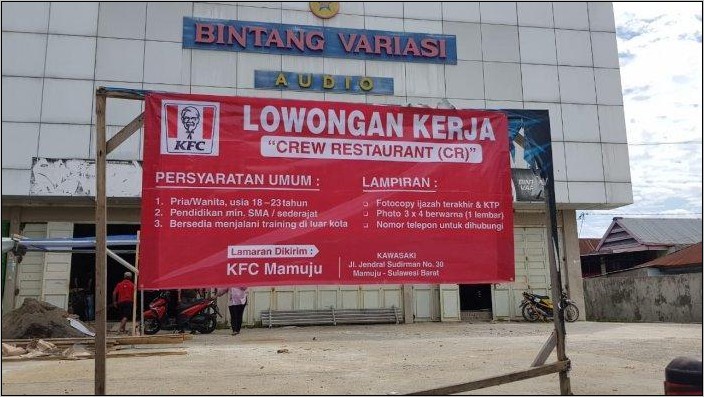 BINTANG VARIASI
AUDIO
KFC
LOWONGAN KERJA
"CREW RESTAURANT (CR)"
PERSYARATAN UMUM :
1. Pria/Wanita, usia 18 – 23 tahun
2. Pendidikan min. SMA / sederajat
3. Bersedia menjalani training di luar kota
LAMPIRAN :
Fotocopy ijazah terakhir & KTP
Photo 3 x 4 berwarna (1 lembar)
Nomor telepon untuk dihubungi
Lamaran Dikirim :
KFC Mamuju
KAWASAKI
Jl. Jendral Sudirman No. 30
Mamuju - Sulawesi Barat